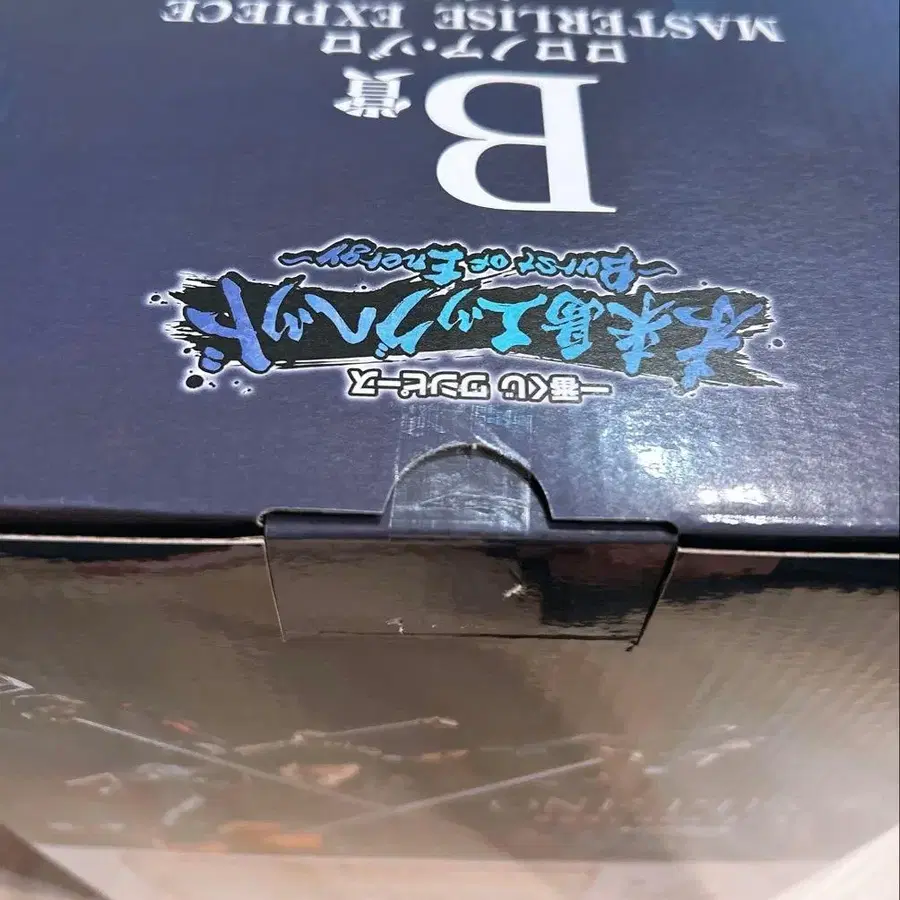 一番くじ ワンピース
未来島エッグヘッド
~Burst of Energy~
B賞
ロロノア・ゾロ
MASTERLISE EXPIECE